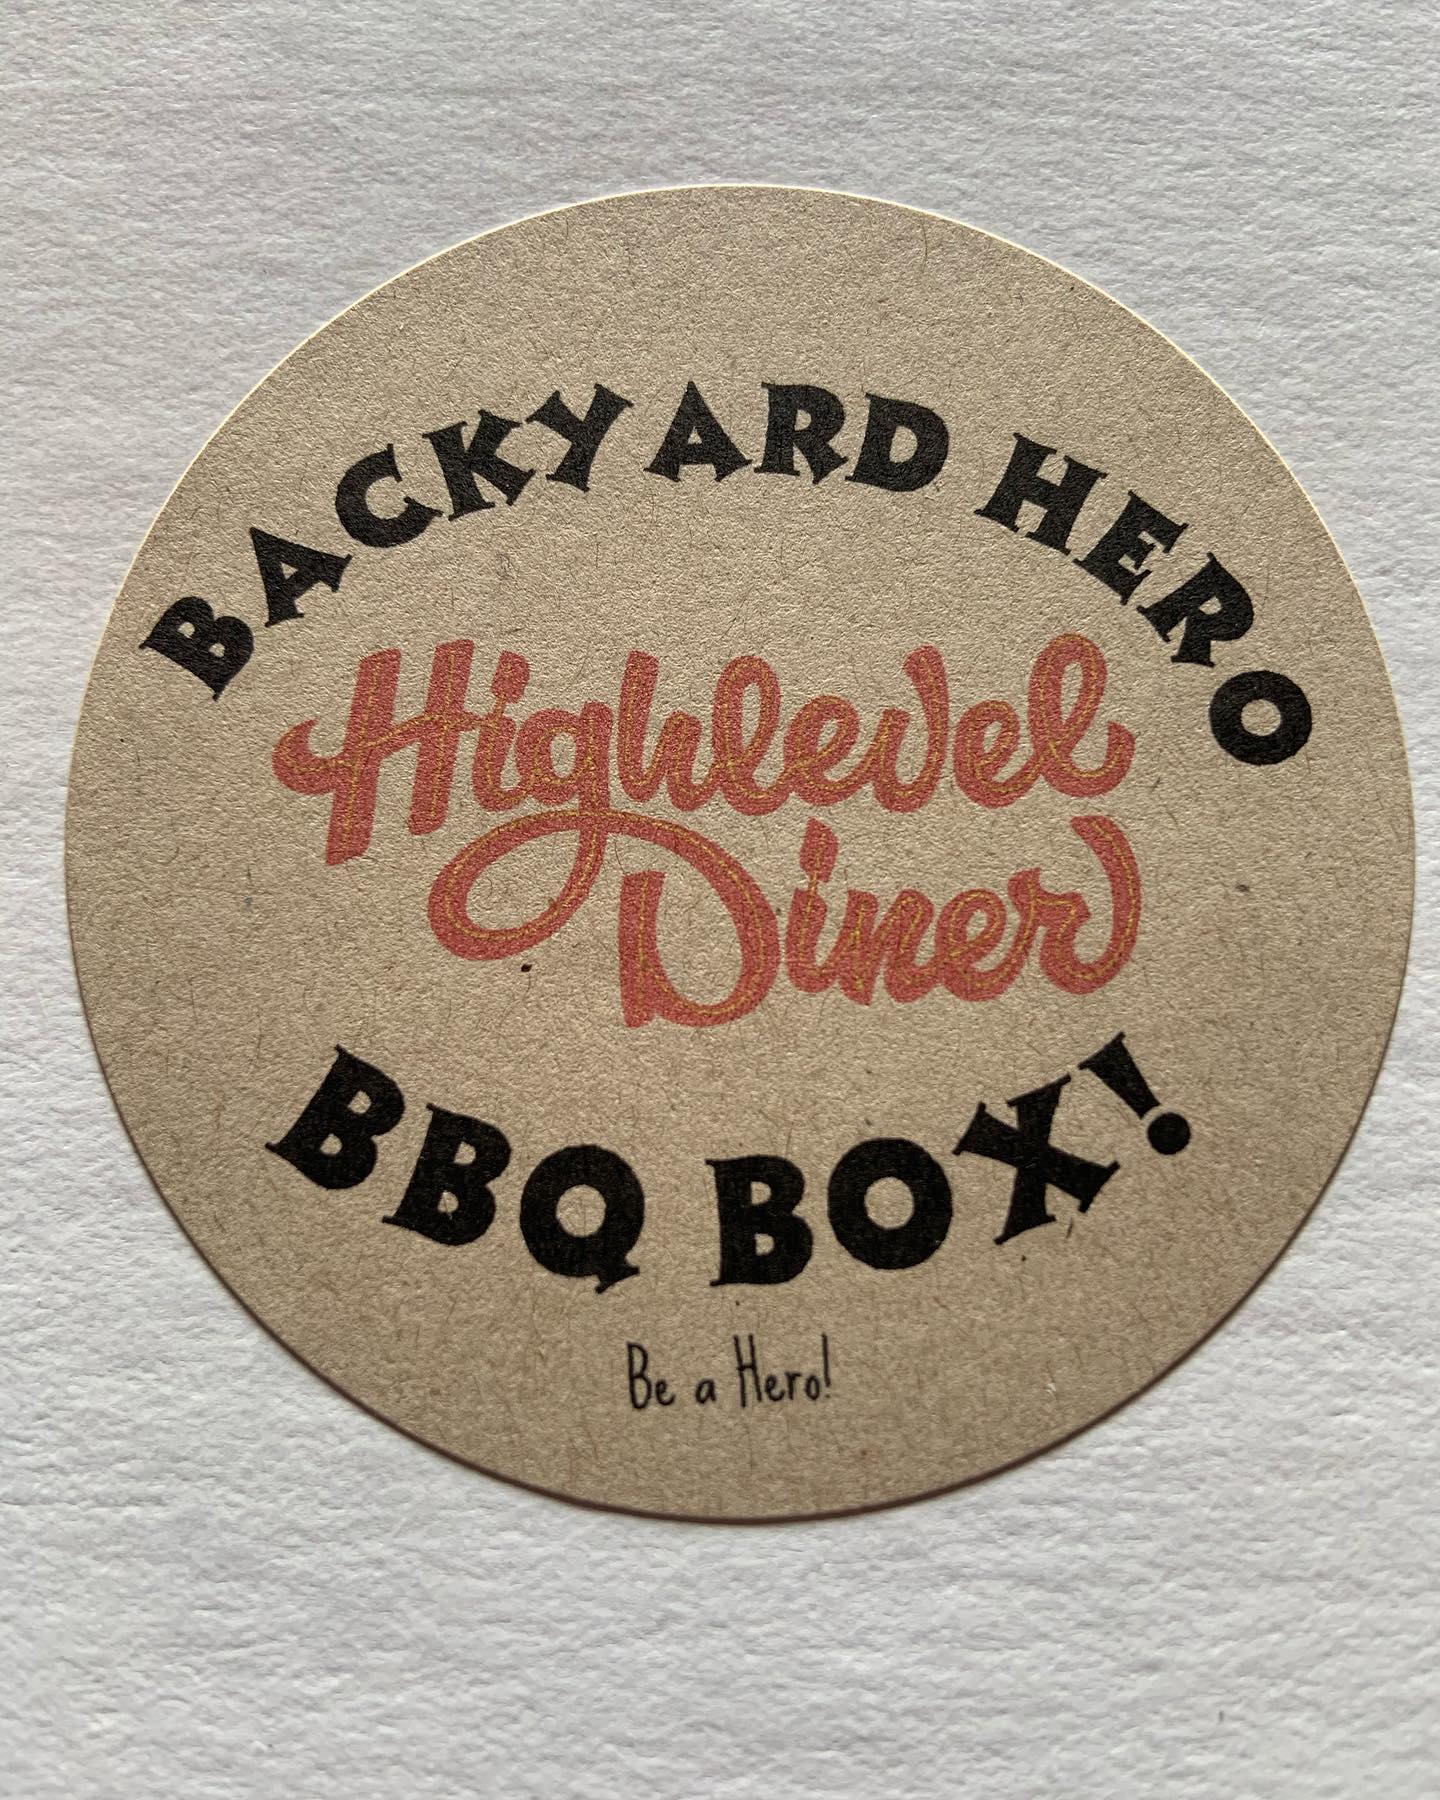 BACKYARD HERO
Highlevel
Diner
BBQ BOX!
Be a Hero!